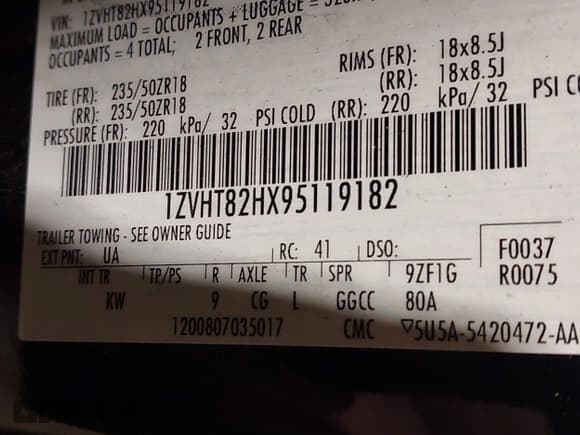 VIN: 1ZVHT82HX95119182
MAXIMUM LOAD = OCCUPANTS + LUGGAGE =
OCCUPANTS = 4 TOTAL; 2 FRONT, 2 REAR
TIRE (FR): 235/50ZR18 RIMS (FR): 18x8.5J
(RR): 235/50ZR18 (RR): 18x8.5J
PRESSURE (FR): 220 kPa/ 32 PSI COLD (RR): 220 kPa/ 32 PSI
1ZVHT82HX95119182
TRAILER TOWING - SEE OWNER GUIDE
EXT PNT: UA RC: 41 DSO: F0037
INT TR TP/PS R AXLE TR SPR 9ZF1G R0075
KW 9 CG L GGCC 80A
1200807035017 CMC ▽5U5A-5420472-AA